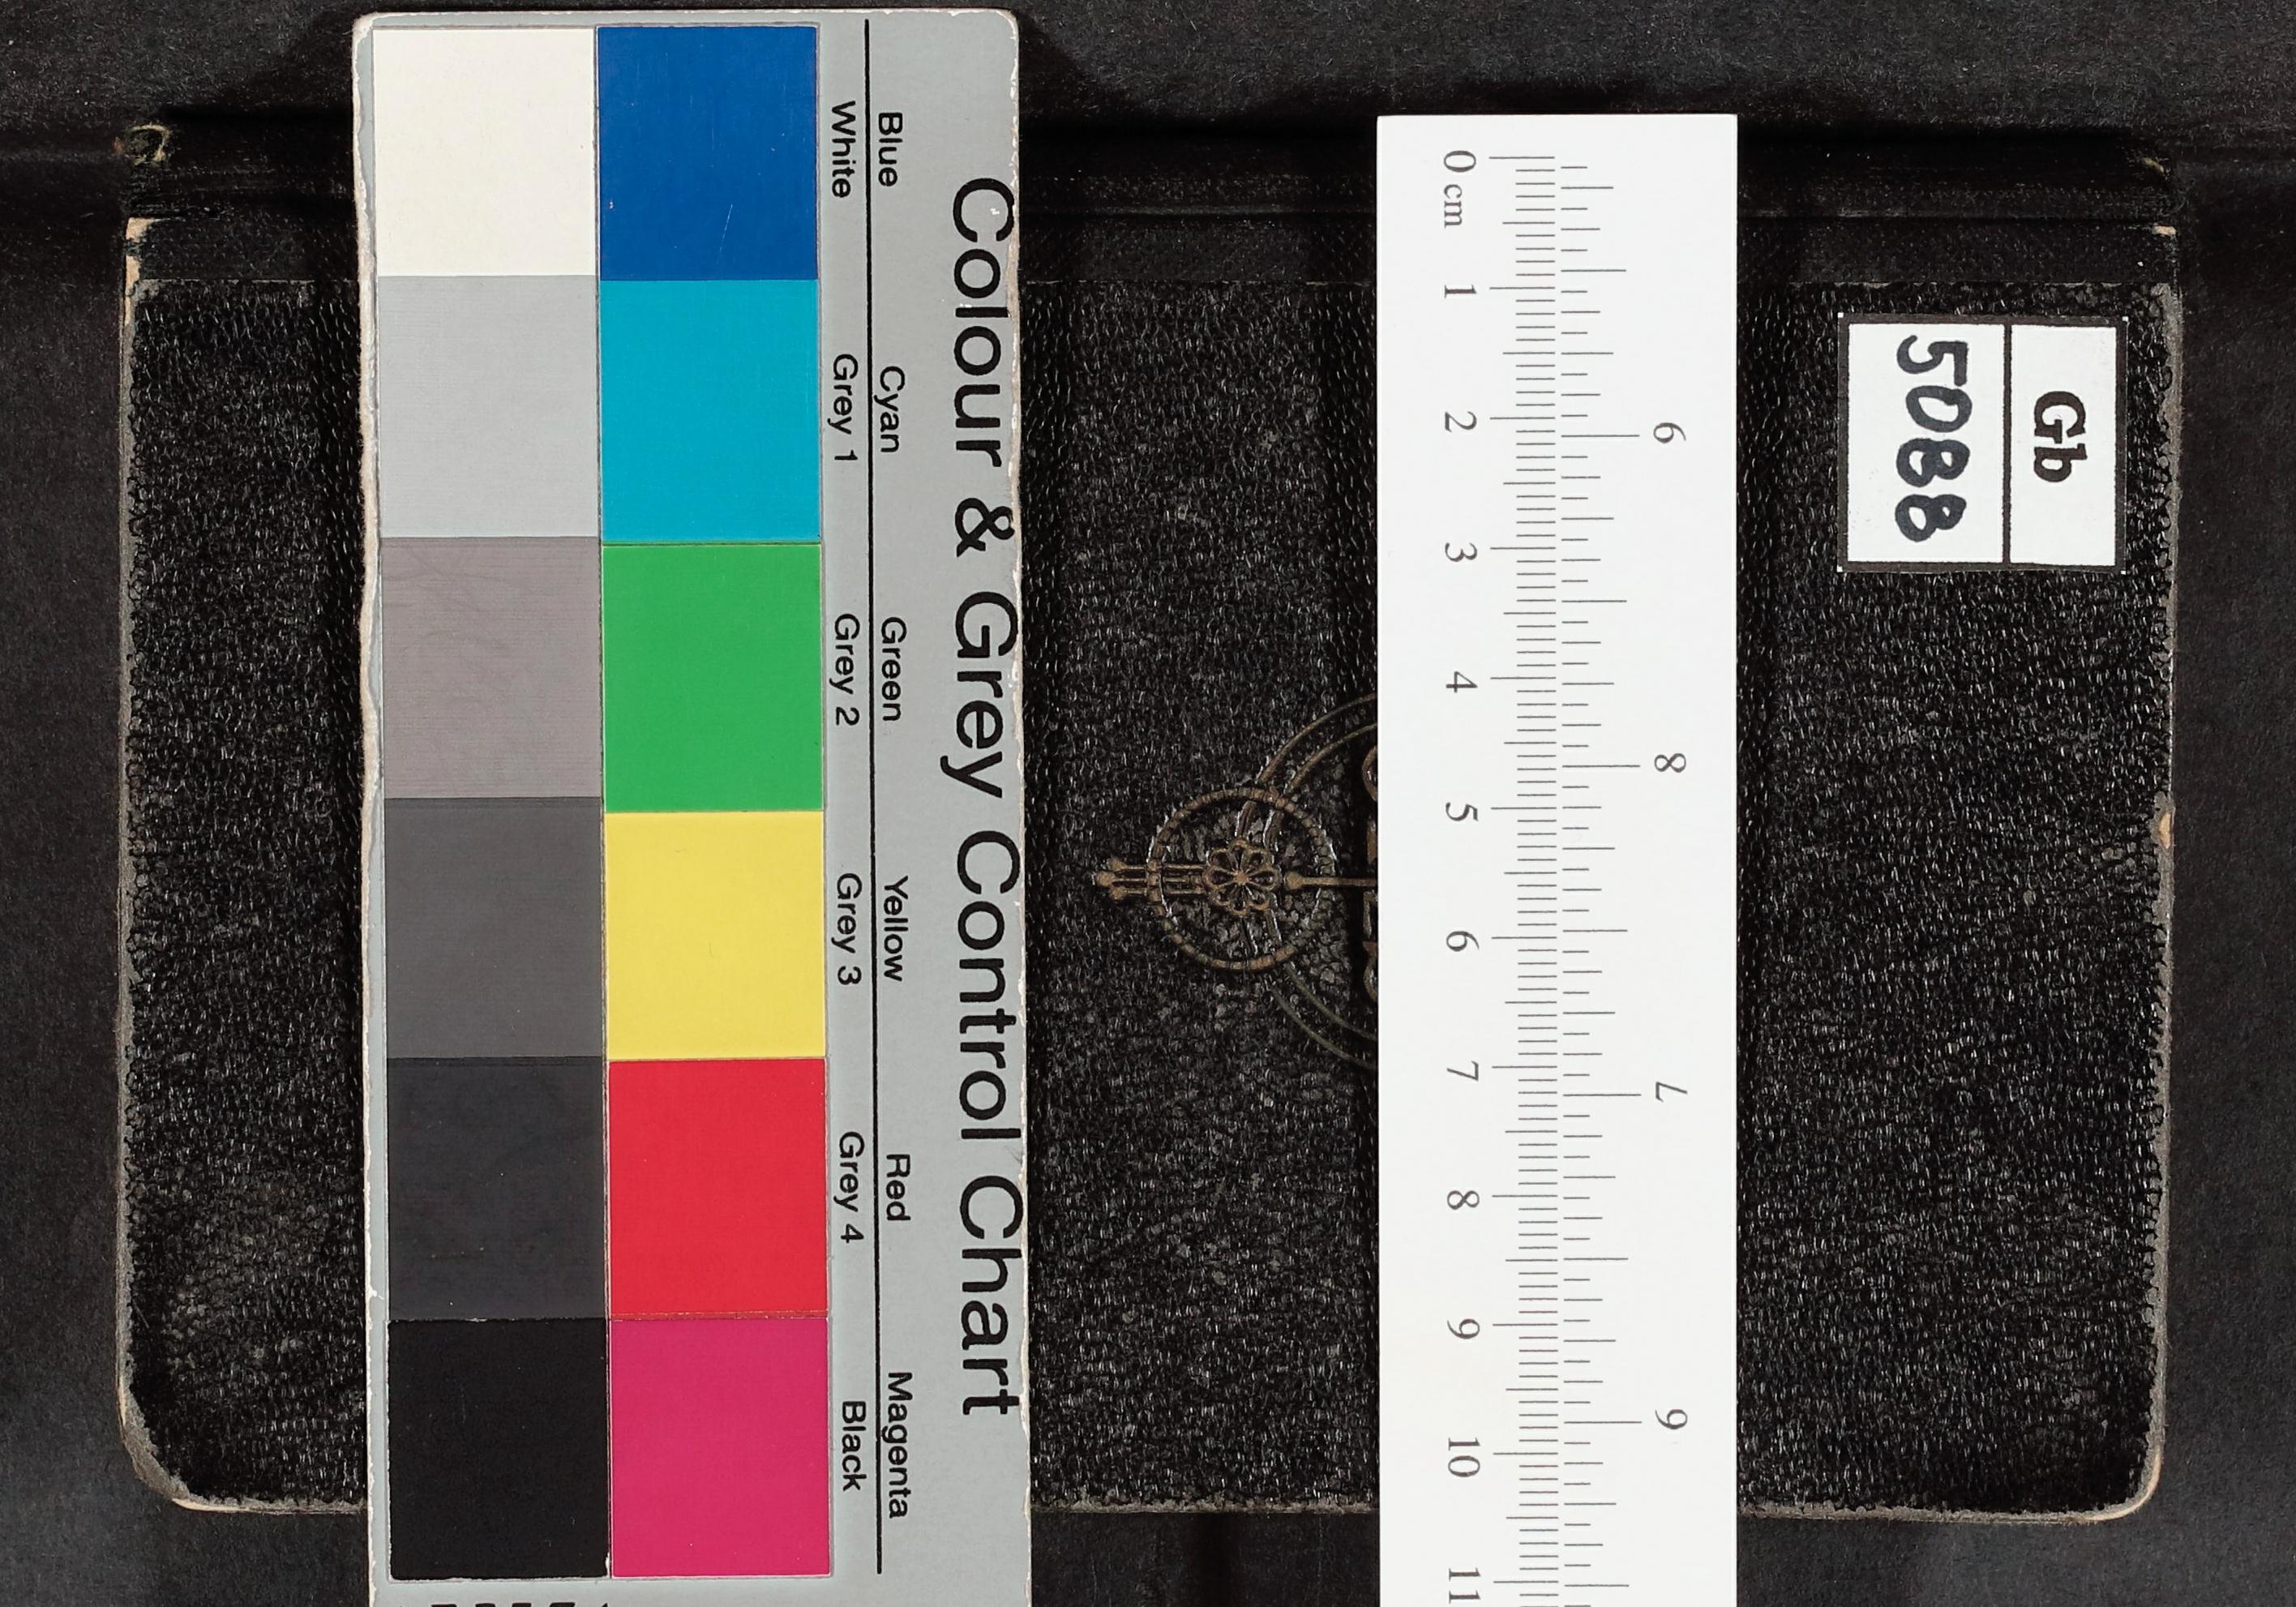 Colour & Grey Control Chart
Blue Cyan Green Yellow Red Magenta
White Grey 1 Grey 2 Grey 3 Grey 4 Black
0 cm 1 2 3 4 5 6 7 8 9 10 11
6 8 7 9
Gb
5088